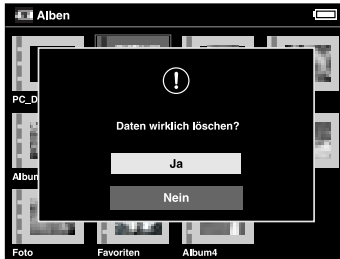 Alben
PC_D
Daten wirklich löschen?
Ja
Nein
Album
Foto
Favoriten
Album4